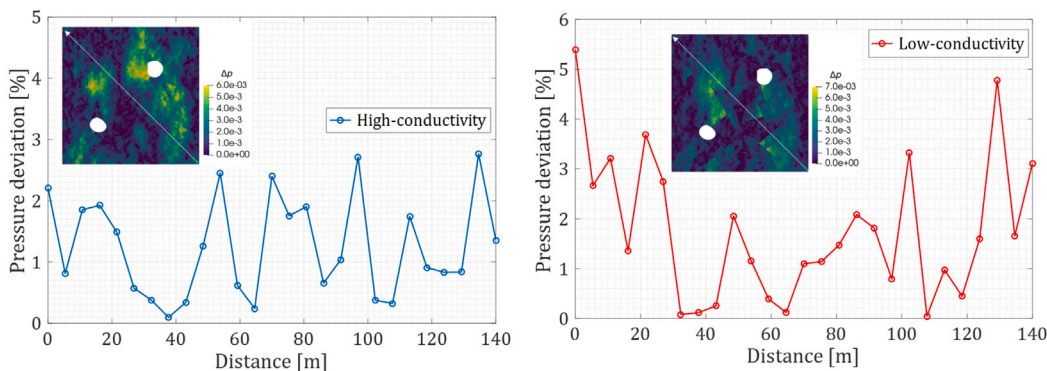 5
4
3
2
1
0
Pressure deviation [%]
Δp
6.0e-03
5.0e-3
4.0e-3
3.0e-3
2.0e-3
1.0e-3
0.0e+00
High-conductivity
0 20 40 60 80 100 120 140
Distance [m]
6
5
4
3
2
1
0
Pressure deviation [%]
Δp
7.0e-03
6.0e-3
5.0e-3
4.0e-3
3.0e-3
2.0e-3
1.0e-3
0.0e+00
Low-conductivity
0 20 40 60 80 100 120 140
Distance [m]